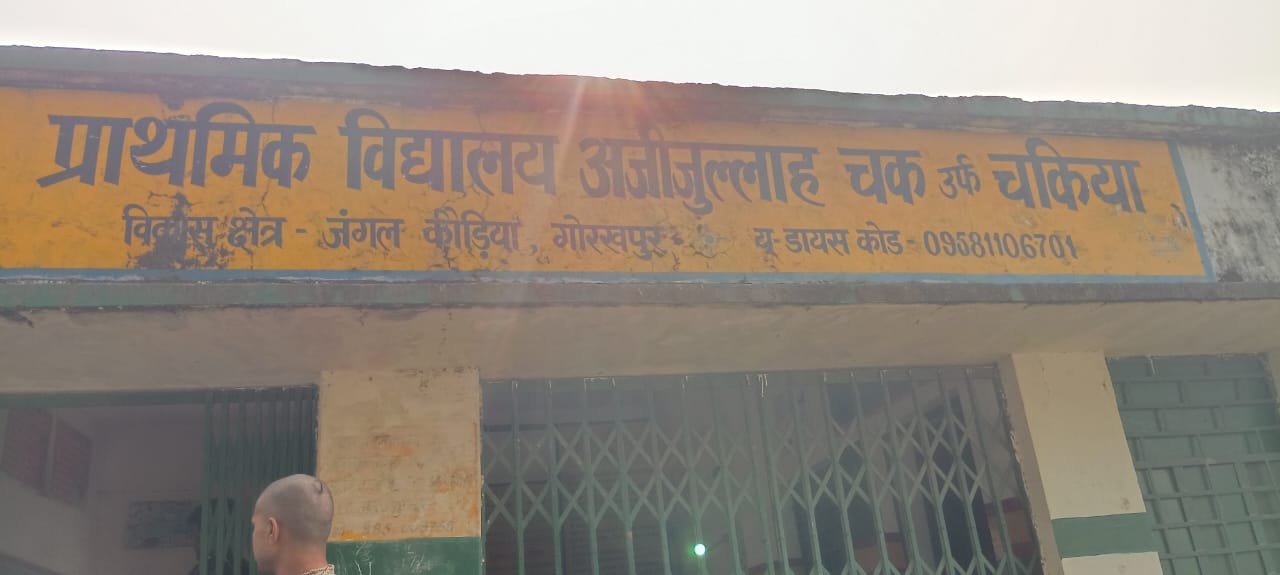 प्राथमिक विद्यालय अजीजुल्लाह चक उर्फ चकिया
विकास क्षेत्र - जंगल कौड़िया, गोरखपुर यू-डायस कोड - 09581106701